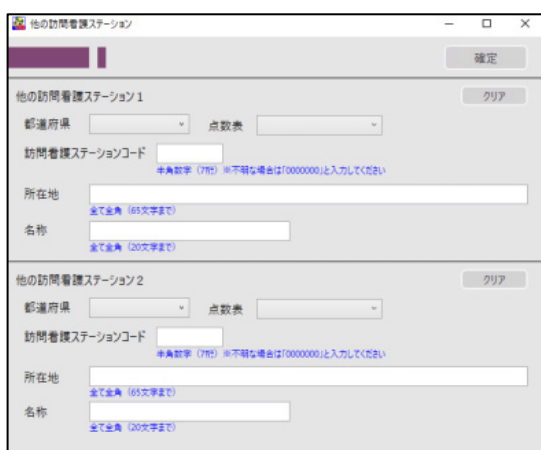 他の訪問看護ステーション
確定
他の訪問看護ステーション1 クリア
都道府県 点数表
訪問看護ステーションコード
半角数字（7桁）※不明な場合は「0000000」と入力してください
所在地
全て全角（65文字まで）
名称
全て全角（20文字まで）
他の訪問看護ステーション2 クリア
都道府県 点数表
訪問看護ステーションコード
半角数字（7桁）※不明な場合は「0000000」と入力してください
所在地
全て全角（65文字まで）
名称
全て全角（20文字まで）